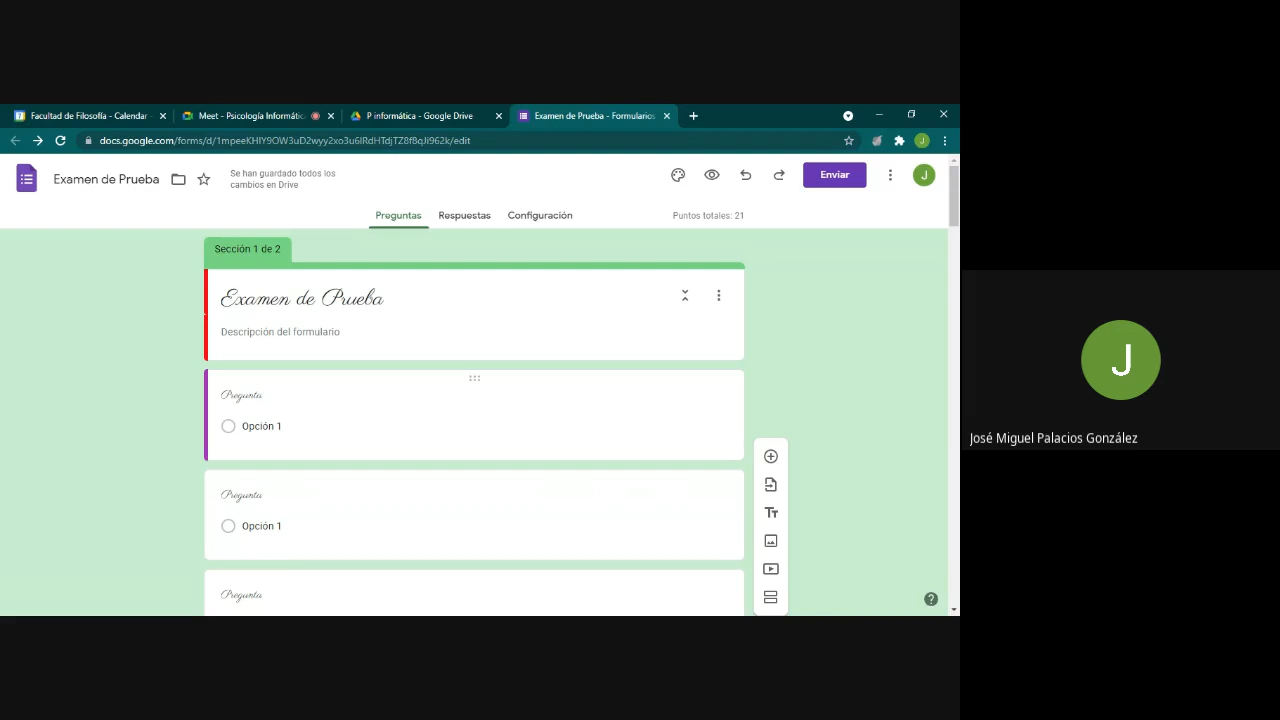 Facultad de Filosofía - Calendar
Meet - Psicología Informátic
P informática - Google Drive
Examen de Prueba - Formularios
docs.google.com/forms/d/1mpeeKHIY9OW3uD2wyy2xo3u6IRdHTdjTZ8f8qJi962k/edit
J
Examen de Prueba
Se han guardado todos los
cambios en Drive
Enviar
J
Preguntas
Respuestas
Configuración
Puntos totales: 21
Sección 1 de 2
Examen de Prueba
Descripción del formulario
Pregunta
Opción 1
Pregunta
Opción 1
Pregunta
J
José Miguel Palacios González